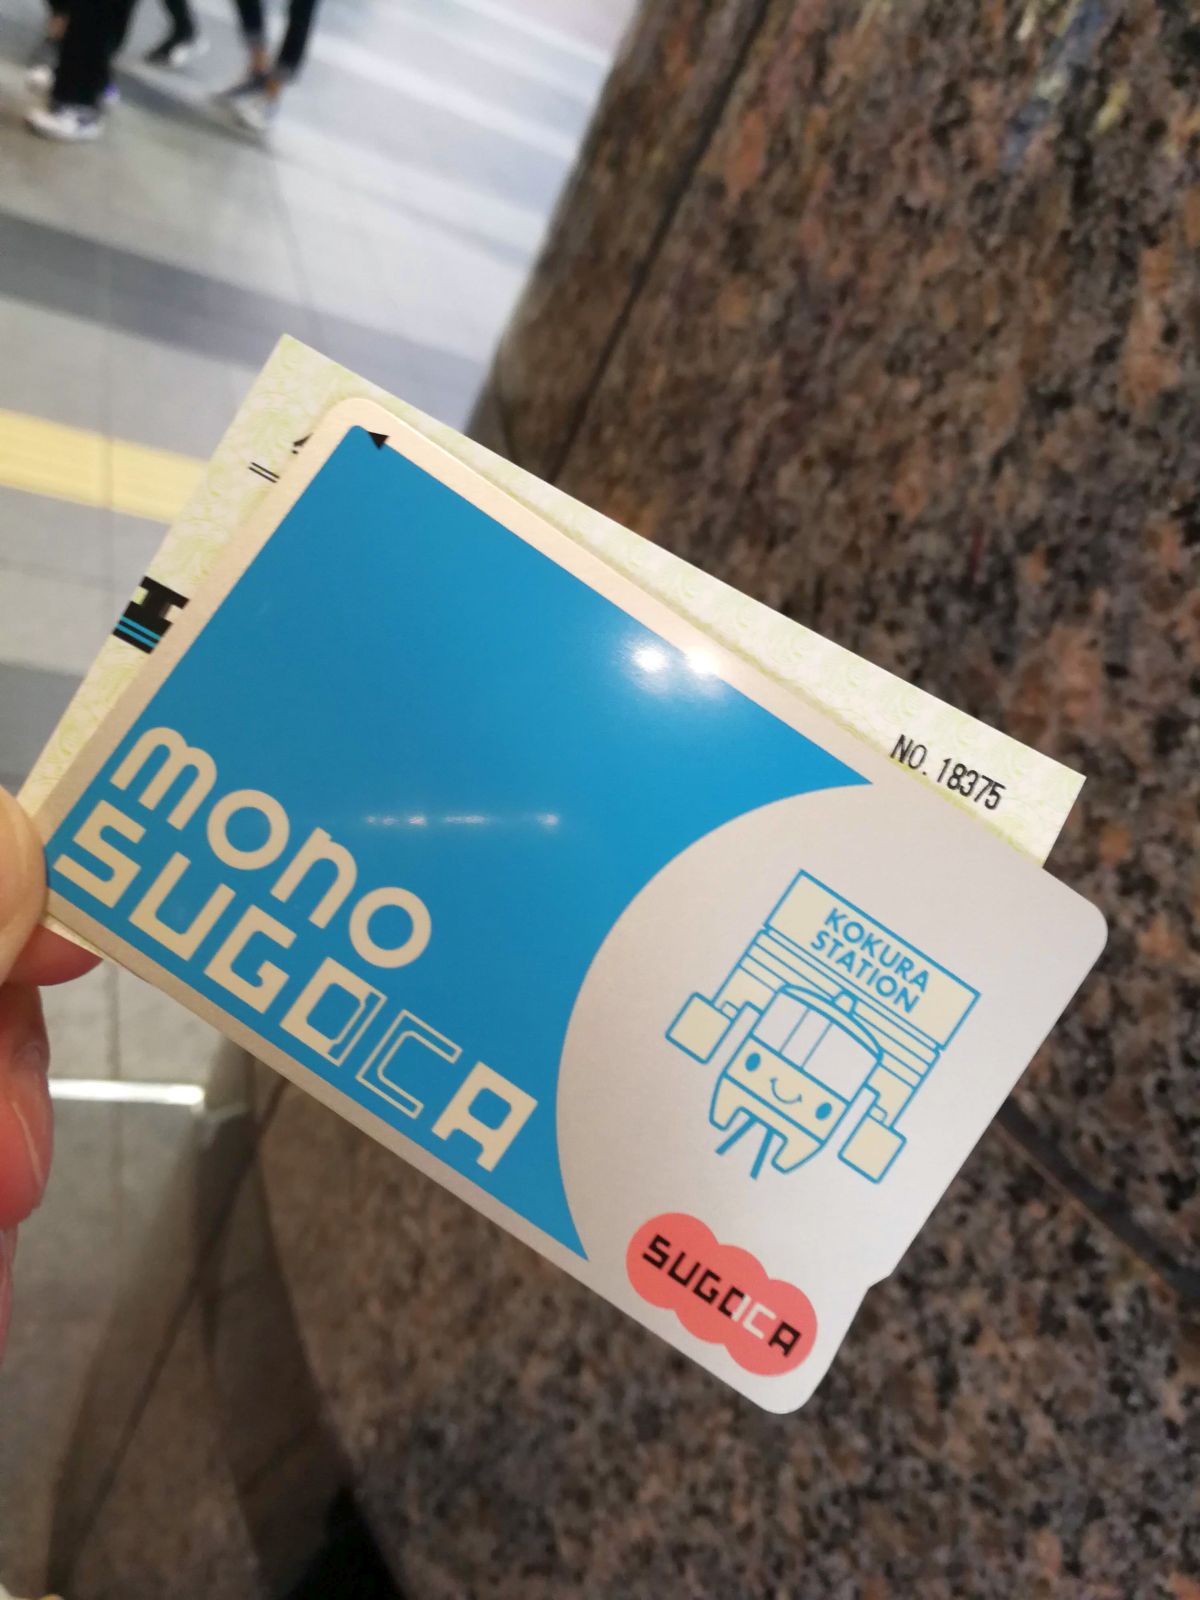 NO. 18375
mono
SUGOCA
KOKURA
STATION
SUGOCA